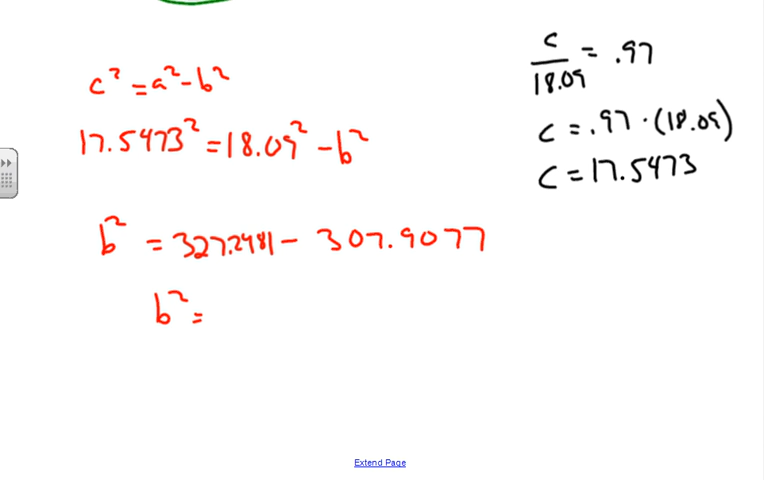 c² = a² - b²
17.5473² = 18.09² - b²
b² = 327.2481 - 307.9077
b² =
c/18.09 = .97
c = .97 · (18.09)
c = 17.5473
Extend Page